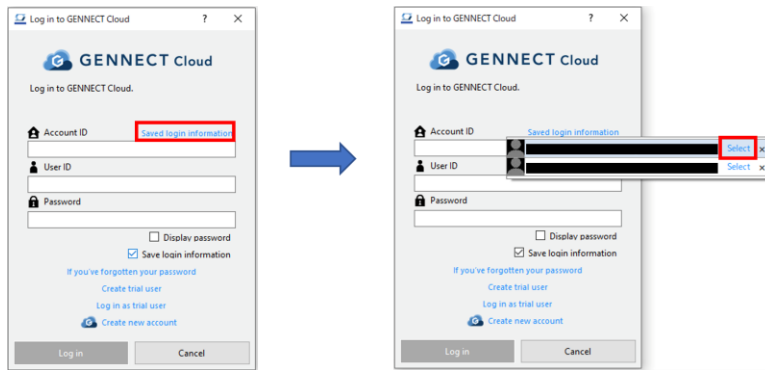 Log in to GENNECT Cloud ? ×
GENNECT Cloud
Log in to GENNECT Cloud.
Account ID Saved login information
User ID
Password
Display password
Save login information
If you've forgotten your password
Create trial user
Log in as trial user
Create new account
Log in Cancel
Log in to GENNECT Cloud ? ×
GENNECT Cloud
Log in to GENNECT Cloud.
Account ID Saved login information
Select ×
User ID
Select ×
Password
Display password
Save login information
If you've forgotten your password
Create trial user
Log in as trial user
Create new account
Log in Cancel